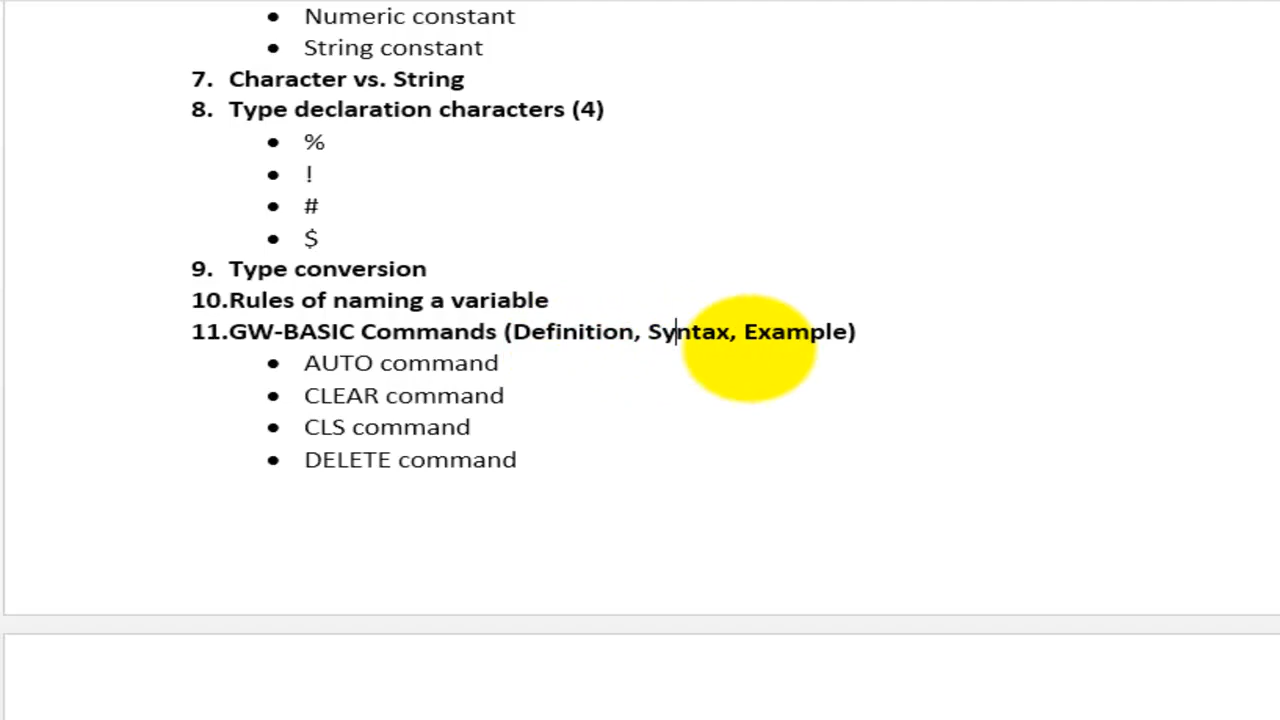 • Numeric constant
• String constant
7. Character vs. String
8. Type declaration characters (4)
• %
• !
• #
• $
9. Type conversion
10.Rules of naming a variable
11.GW-BASIC Commands (Definition, Syntax, Example)
• AUTO command
• CLEAR command
• CLS command
• DELETE command